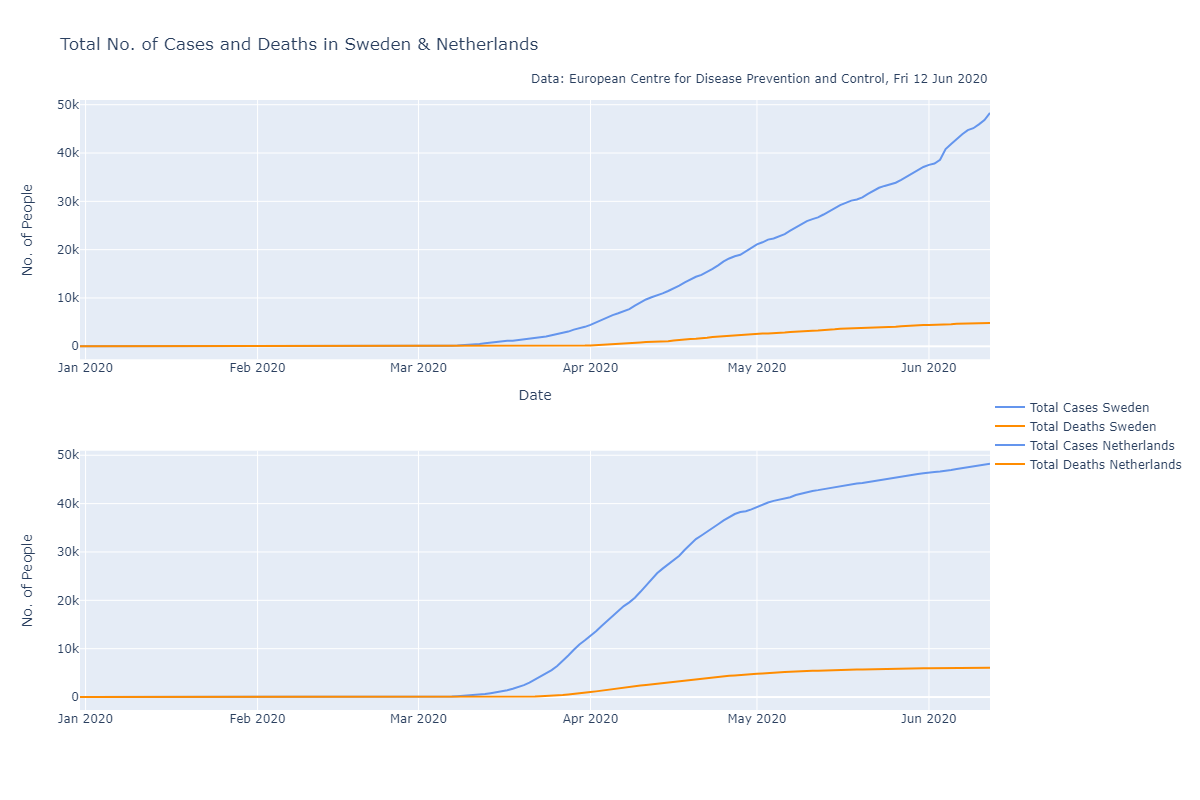 Total No. of Cases and Deaths in Sweden & Netherlands
Data: European Centre for Disease Prevention and Control, Fri 12 Jun 2020
50k
40k
30k
20k
10k
0
No. of People
Jan 2020 Feb 2020 Mar 2020 Apr 2020 May 2020 Jun 2020
Date
Total Cases Sweden
Total Deaths Sweden
Total Cases Netherlands
Total Deaths Netherlands
50k
40k
30k
20k
10k
0
No. of People
Jan 2020 Feb 2020 Mar 2020 Apr 2020 May 2020 Jun 2020